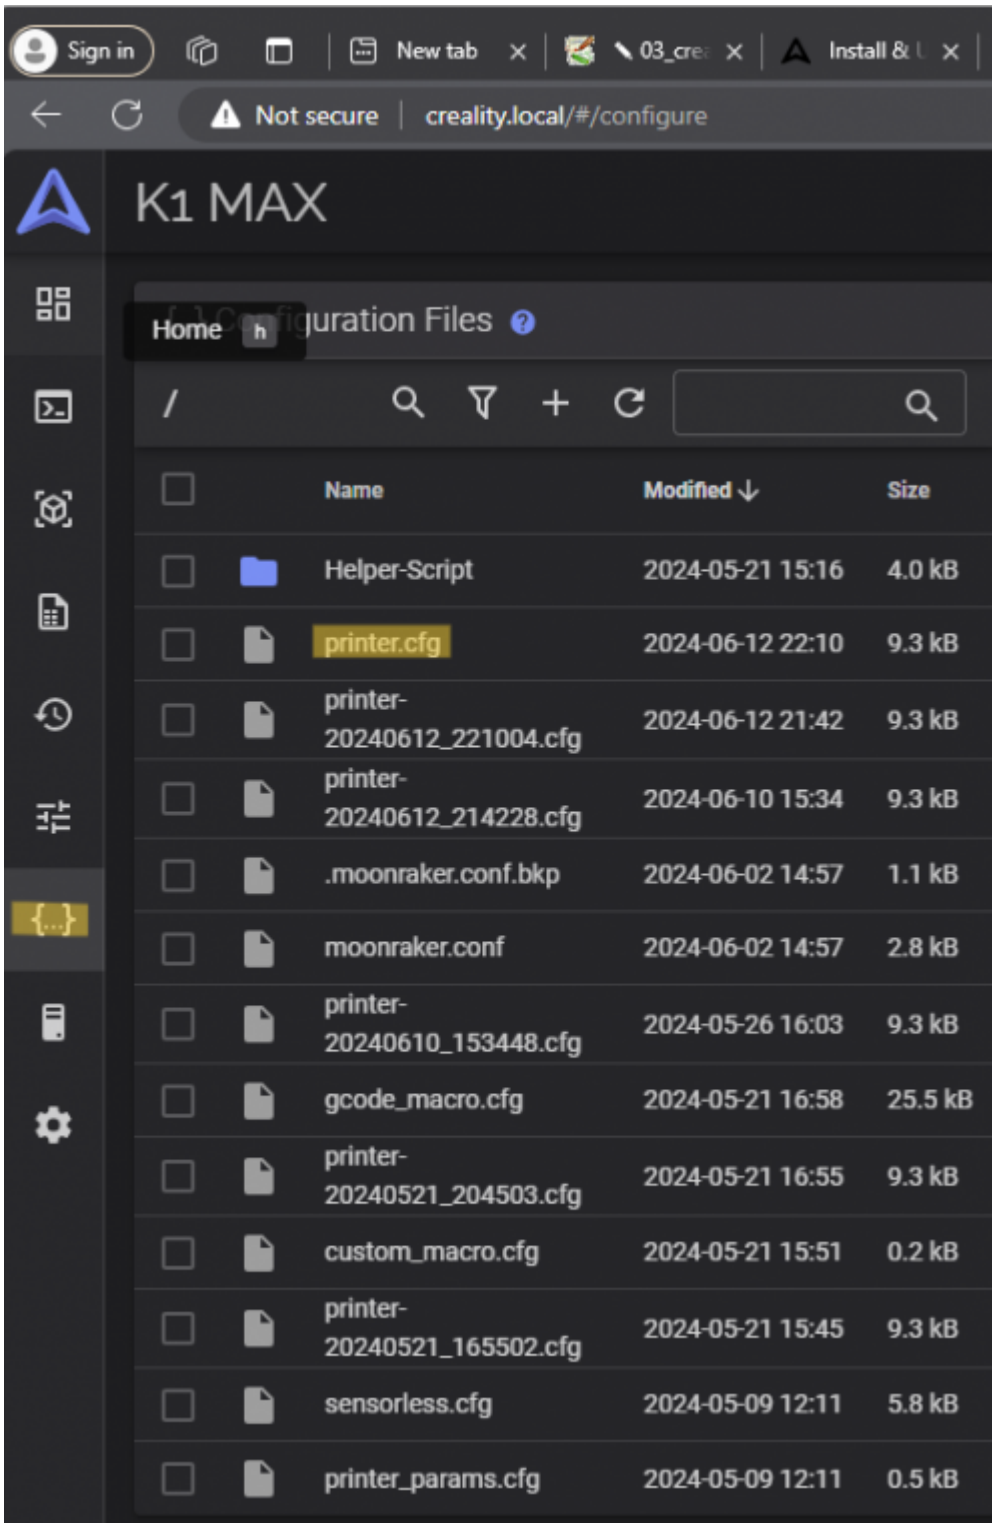 Sign in
New tab
03_crea
Install & U
Not secure
creality.local/#/configure
K1 MAX
{ } Configuration Files ?
Home h
/
Name Modified Size
Helper-Script 2024-05-21 15:16 4.0 kB
printer.cfg 2024-06-12 22:10 9.3 kB
printer-
20240612_221004.cfg 2024-06-12 21:42 9.3 kB
printer-
20240612_214228.cfg 2024-06-10 15:34 9.3 kB
.moonraker.conf.bkp 2024-06-02 14:57 1.1 kB
moonraker.conf 2024-06-02 14:57 2.8 kB
printer-
20240610_153448.cfg 2024-05-26 16:03 9.3 kB
gcode_macro.cfg 2024-05-21 16:58 25.5 kB
printer-
20240521_204503.cfg 2024-05-21 16:55 9.3 kB
custom_macro.cfg 2024-05-21 15:51 0.2 kB
printer-
20240521_165502.cfg 2024-05-21 15:45 9.3 kB
sensorless.cfg 2024-05-09 12:11 5.8 kB
printer_params.cfg 2024-05-09 12:11 0.5 kB
{...}